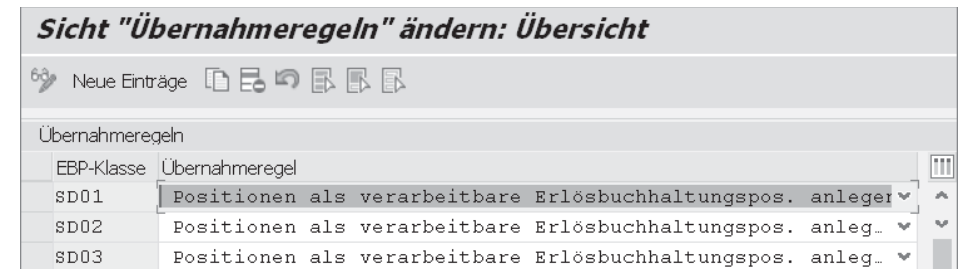 Sicht "Übernahmeregeln" ändern: Übersicht
Neue Einträge
Übernahmeregeln
EBP-Klasse Übernahmeregel
SD01 Positionen als verarbeitbare Erlösbuchhaltungspos. anlegen
SD02 Positionen als verarbeitbare Erlösbuchhaltungspos. anleg…
SD03 Positionen als verarbeitbare Erlösbuchhaltungspos. anleg…